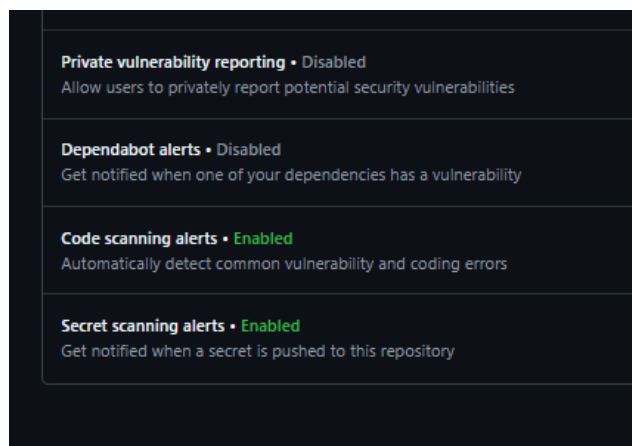 Private vulnerability reporting • Disabled
Allow users to privately report potential security vulnerabilities
Dependabot alerts • Disabled
Get notified when one of your dependencies has a vulnerability
Code scanning alerts • Enabled
Automatically detect common vulnerability and coding errors
Secret scanning alerts • Enabled
Get notified when a secret is pushed to this repository